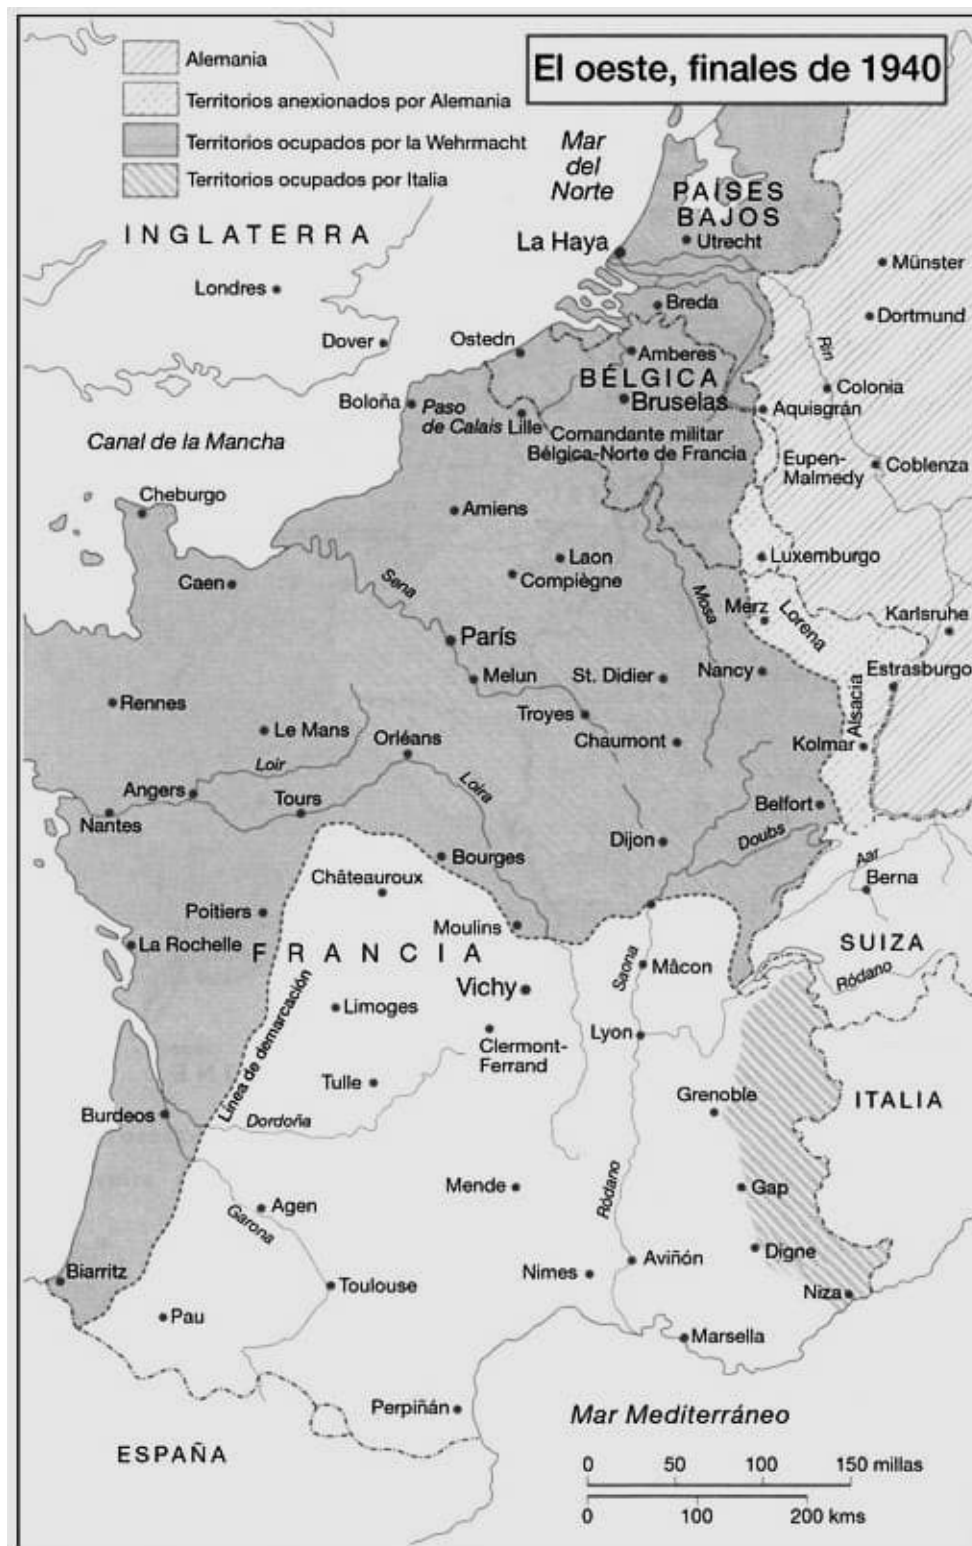 El oeste, finales de 1940
Alemania
Territorios anexionados por Alemania
Territorios ocupados por la Wehrmacht
Territorios ocupados por Italia
Mar
del
Norte
PAÍSES
BAJOS
INGLATERRA
La Haya
Utrecht
Münster
Londres
Breda
Dortmund
Dover
Ostedn
Amberes
Rin
BÉLGICA
Colonia
Boloña
Paso
de Calais
Lille
Bruselas
Aquisgrán
Canal de la Mancha
Comandante militar
Bélgica-Norte de Francia
Eupen-
Malmedy
Coblenza
Cheburgo
Amiens
Laon
Compiègne
Luxemburgo
Caen
Sena
Mosa
Merz
Lorena
Karlsruhe
París
Melun
St. Didier
Nancy
Estrasburgo
Rennes
Troyes
Alsacia
Le Mans
Orléans
Chaumont
Kolmar
Loir
Loira
Angers
Tours
Belfort
Nantes
Dijon
Doubs
Bourges
Aar
Berna
Châteauroux
Poitiers
Moulins
La Rochelle
FRANCIA
SUIZA
Saona
Mâcon
Ródano
Vichy
Línea de demarcación
Limoges
Lyon
Clermont-
Ferrand
Tulle
Grenoble
ITALIA
Burdeos
Dordoña
Mende
Ródano
Gap
Agen
Garona
Digne
Biarritz
Toulouse
Nimes
Aviñón
Niza
Pau
Marsella
Perpiñán
Mar Mediterráneo
ESPAÑA
0 50 100 150 millas
0 100 200 kms